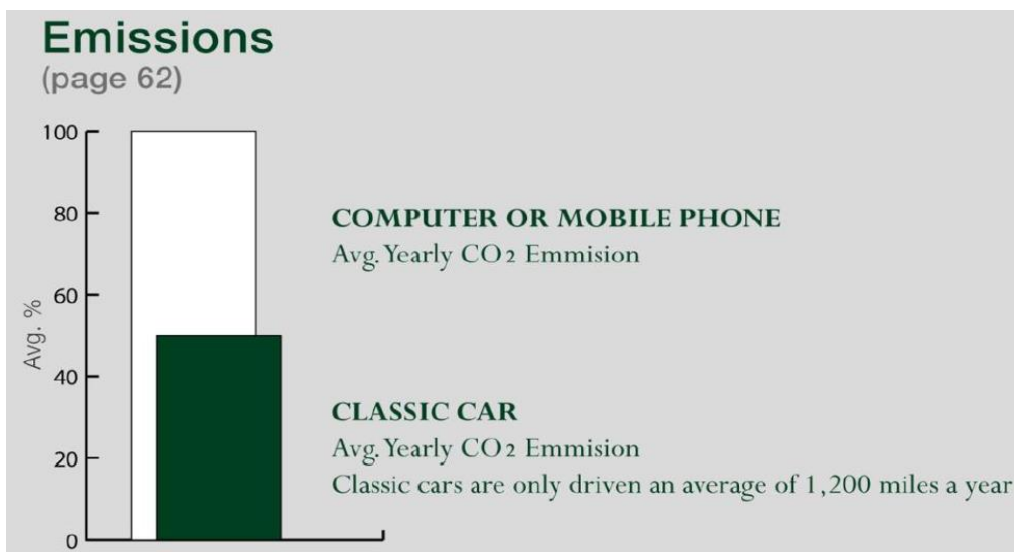 Emissions
(page 62)
100
80
60
40
20
0
Avg. %
COMPUTER OR MOBILE PHONE
Avg. Yearly CO2 Emmision
CLASSIC CAR
Avg. Yearly CO2 Emmision
Classic cars are only driven an average of 1,200 miles a year